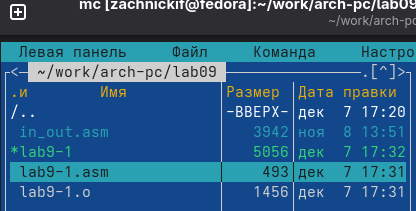 mc [zachnickif@fedora]:~/work/arch-pc/lab09
~/work/arch-pc
Левая панель Файл Команда Настро
<─ ~/work/arch-pc/lab09 ─.[^]>
.и Имя Размер Дата правки
/.. -ВВЕРХ- дек 7 17:20
in_out.asm 3942 ноя 8 13:51
*lab9-1 5056 дек 7 17:32
lab9-1.asm 493 дек 7 17:31
lab9-1.o 1456 дек 7 17:31